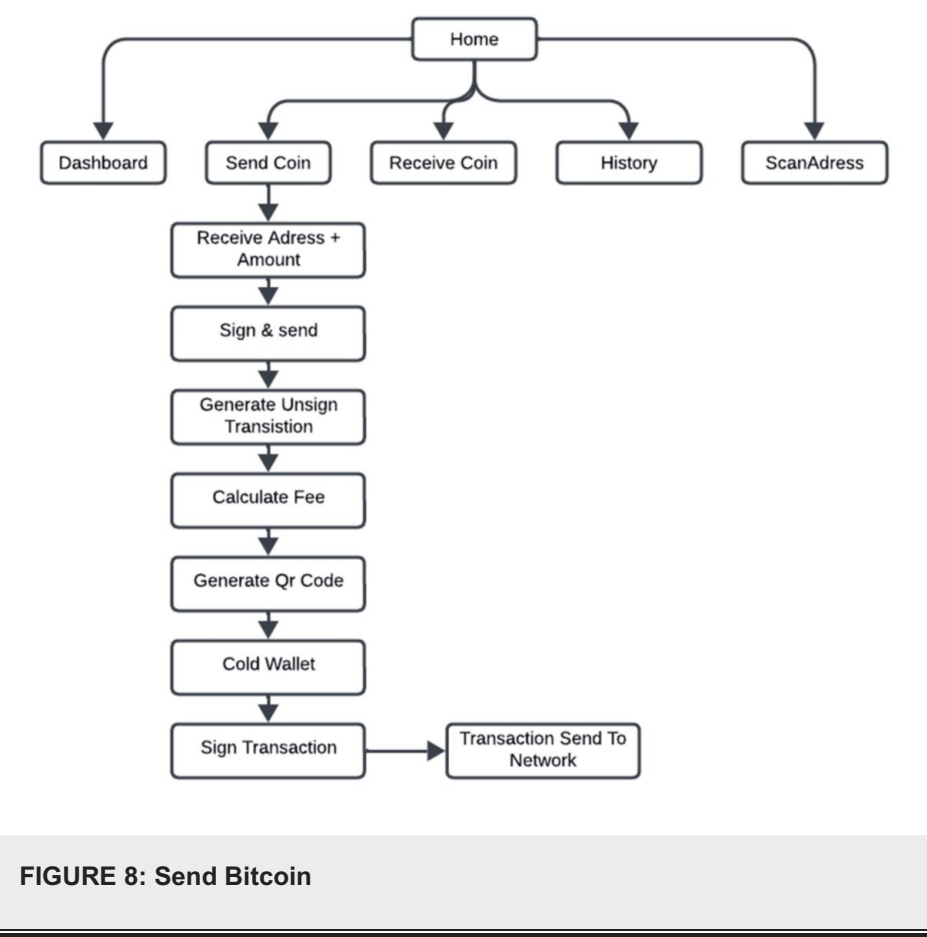 Home
Dashboard
Send Coin
Receive Coin
History
ScanAdress
Receive Adress +
Amount
Sign & send
Generate Unsign
Transistion
Calculate Fee
Generate Qr Code
Cold Wallet
Sign Transaction
Transaction Send To
Network
FIGURE 8: Send Bitcoin